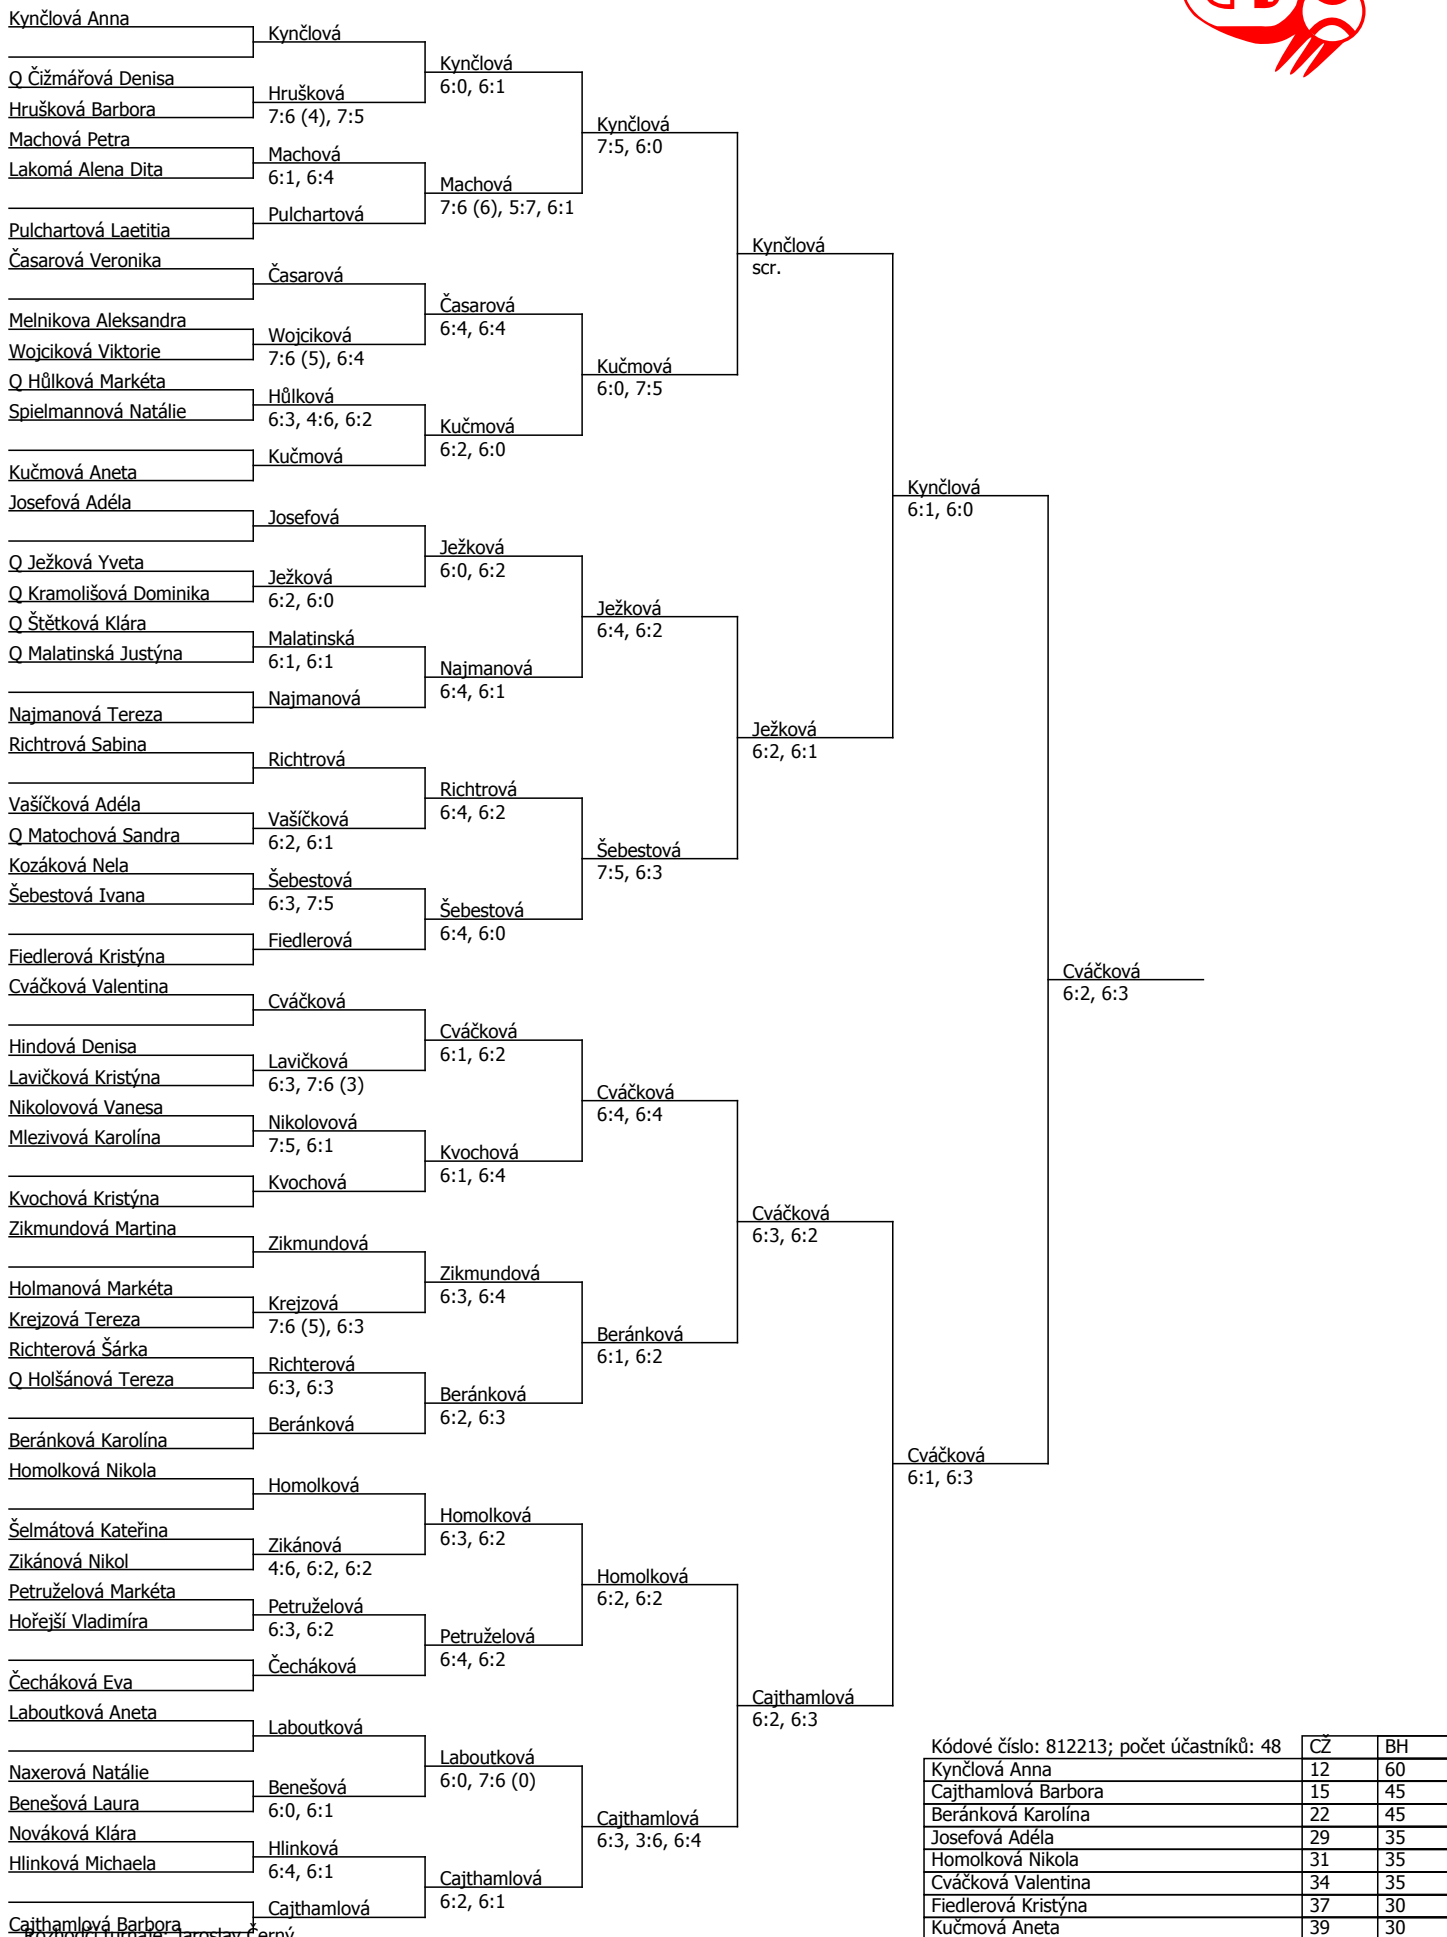 Kynčlová Anna
Q Čižmářová Denisa
Hrušková Barbora
Machová Petra
Lakomá Alena Dita
Pulchartová Laetitia
Časarová Veronika
Melnikova Aleksandra
Wojciková Viktorie
Q Hůlková Markéta
Spielmannová Natálie
Kučmová Aneta
Josefová Adéla
Q Ježková Yveta
Q Kramolišová Dominika
Q Štětková Klára
Q Malatinská Justýna
Najmanová Tereza
Richtrová Sabina
Vašíčková Adéla
Q Matochová Sandra
Kozáková Nela
Šebestová Ivana
Fiedlerová Kristýna
Cváčková Valentina
Hindová Denisa
Lavičková Kristýna
Nikolovová Vanesa
Mlezivová Karolína
Kvochová Kristýna
Zikmundová Martina
Holmanová Markéta
Krejzová Tereza
Richterová Šárka
Q Holšánová Tereza
Beránková Karolína
Homolková Nikola
Šelmátová Kateřina
Zikánová Nikol
Petruželová Markéta
Hořejší Vladimíra
Čecháková Eva
Laboutková Aneta
Naxerová Natálie
Benešová Laura
Nováková Klára
Hlinková Michaela
Cajthamlová Barbora
Rozhodčí turnaje: Jaroslav Černý
Kynčlová
Hrušková
7:6 (4), 7:5
Machová
6:1, 6:4
Pulchartová
Časarová
Wojciková
7:6 (5), 6:4
Hůlková
6:3, 4:6, 6:2
Kučmová
Josefová
Ježková
6:2, 6:0
Malatinská
6:1, 6:1
Najmanová
Richtrová
Vašíčková
6:2, 6:1
Šebestová
6:3, 7:5
Fiedlerová
Cváčková
Lavičková
6:3, 7:6 (3)
Nikolovová
7:5, 6:1
Kvochová
Zikmundová
Krejzová
7:6 (5), 6:3
Richterová
6:3, 6:3
Beránková
Homolková
Zikánová
4:6, 6:2, 6:2
Petruželová
6:3, 6:2
Čecháková
Laboutková
Benešová
6:0, 6:1
Hlinková
6:4, 6:1
Cajthamlová
Kynčlová
6:0, 6:1
Machová
7:6 (6), 5:7, 6:1
Časarová
6:4, 6:4
Kučmová
6:2, 6:0
Ježková
6:0, 6:2
Najmanová
6:4, 6:1
Richtrová
6:4, 6:2
Šebestová
6:4, 6:0
Cváčková
6:1, 6:2
Kvochová
6:1, 6:4
Zikmundová
6:3, 6:4
Beránková
6:2, 6:3
Homolková
6:3, 6:2
Petruželová
6:4, 6:2
Laboutková
6:0, 7:6 (0)
Cajthamlová
6:2, 6:1
Kynčlová
7:5, 6:0
Kučmová
6:0, 7:5
Ježková
6:4, 6:2
Šebestová
7:5, 6:3
Cváčková
6:4, 6:4
Beránková
6:1, 6:2
Homolková
6:2, 6:2
Cajthamlová
6:3, 3:6, 6:4
Kynčlová
scr.
Ježková
6:2, 6:1
Cváčková
6:3, 6:2
Cajthamlová
6:2, 6:3
Kynčlová
6:1, 6:0
Cváčková
6:1, 6:3
Cváčková
6:2, 6:3
Kódové číslo: 812213; počet účastníků: 48 CŽ BH
Kynčlová Anna 12 60
Cajthamlová Barbora 15 45
Beránková Karolína 22 45
Josefová Adéla 29 35
Homolková Nikola 31 35
Cváčková Valentina 34 35
Fiedlerová Kristýna 37 30
Kučmová Aneta 39 30